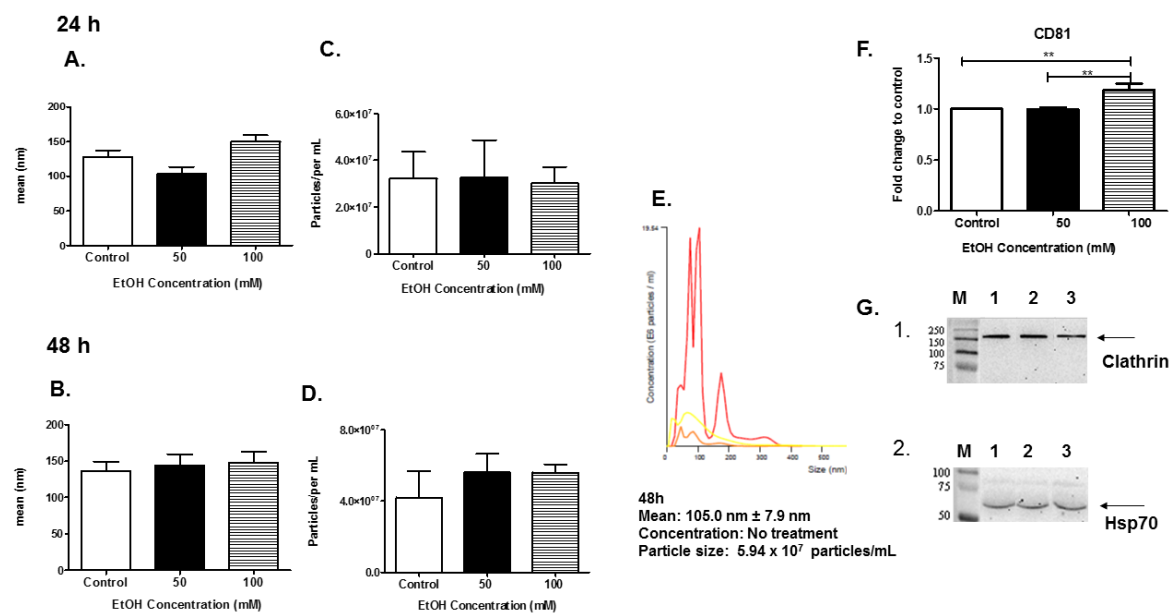 24 h
A.
mean (nm)
200
150
100
50
0
Control 50 100
EtOH Concentration (mM)
C.
Particles/per mL
6.0×10⁷
4.0×10⁷
2.0×10⁷
0
Control 50 100
EtOH Concentration (mM)
48 h
B.
mean (nm)
200
150
100
50
0
Control 50 100
EtOH Concentration (mM)
D.
Particles/per mL
8.0×10⁰⁷
4.0×10⁰⁷
0.0
Control 50 100
EtOH Concentration (mM)
E.
19.54
Concentration (E6 particles / ml)
0 100 200 300 400 500
Size (nm)
48h
Mean: 105.0 nm ± 7.9 nm
Concentration: No treatment
Particle size: 5.94 x 10⁷ particles/mL
F.
CD81
**
**
Fold change to control
1.5
1.0
0.5
0.0
Control 50 100
EtOH Concentration (mM)
G.
1.
M 1 2 3
250
150
100
75
Clathrin
2.
M 1 2 3
100
75
50
Hsp70